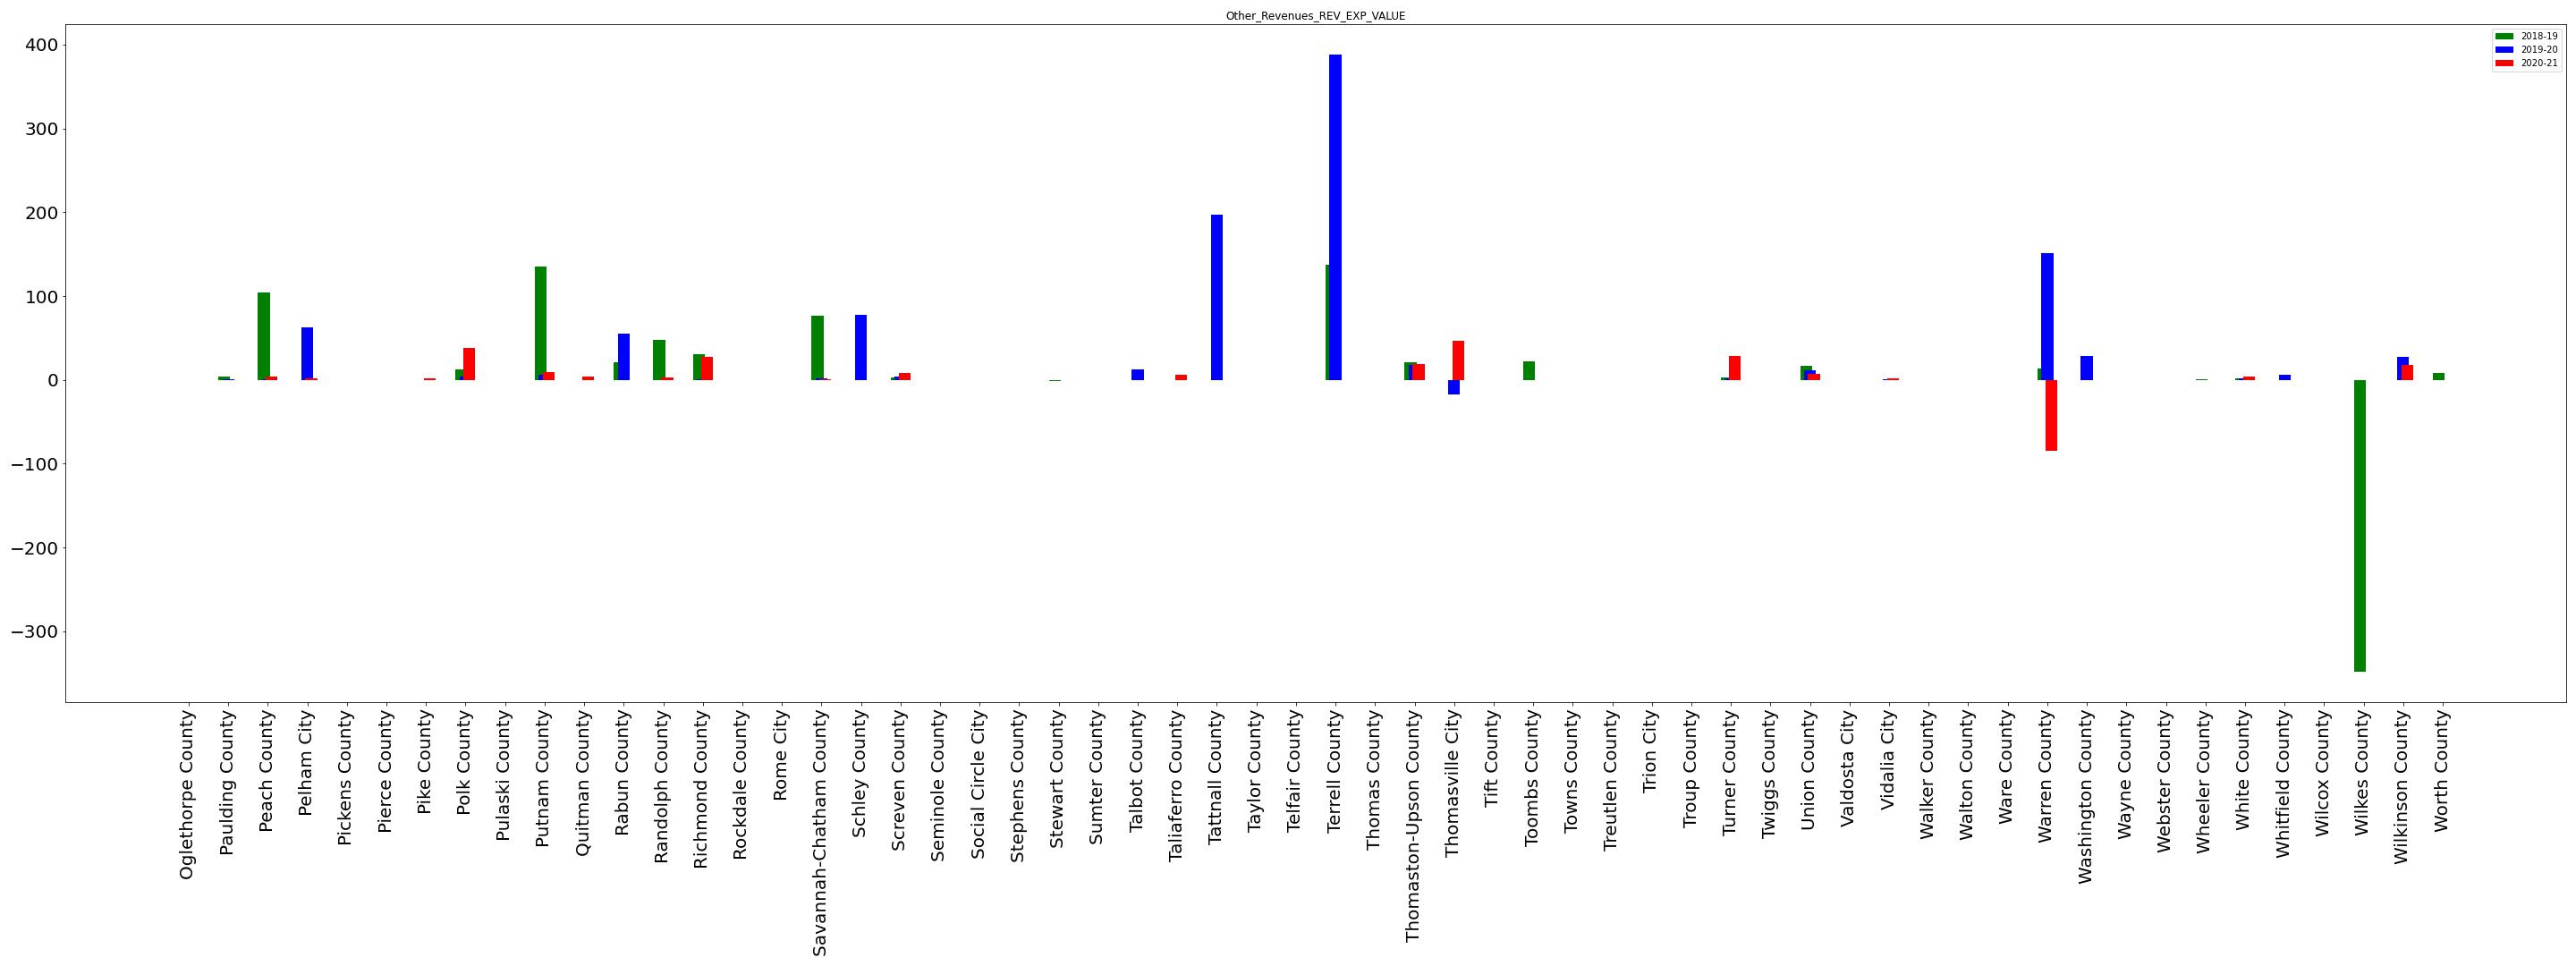 Other_Revenues_REV_EXP_VALUE
2018-19
2019-20
2020-21
400
300
200
100
0
−100
−200
−300
Oglethorpe County
Paulding County
Peach County
Pelham City
Pickens County
Pierce County
Pike County
Polk County
Pulaski County
Putnam County
Quitman County
Rabun County
Randolph County
Richmond County
Rockdale County
Rome City
Savannah-Chatham County
Schley County
Screven County
Seminole County
Social Circle City
Stephens County
Stewart County
Sumter County
Talbot County
Taliaferro County
Tattnall County
Taylor County
Telfair County
Terrell County
Thomas County
Thomaston-Upson County
Thomasville City
Tift County
Toombs County
Towns County
Treutlen County
Trion City
Troup County
Turner County
Twiggs County
Union County
Valdosta City
Vidalia City
Walker County
Walton County
Ware County
Warren County
Washington County
Wayne County
Webster County
Wheeler County
White County
Whitfield County
Wilcox County
Wilkes County
Wilkinson County
Worth County